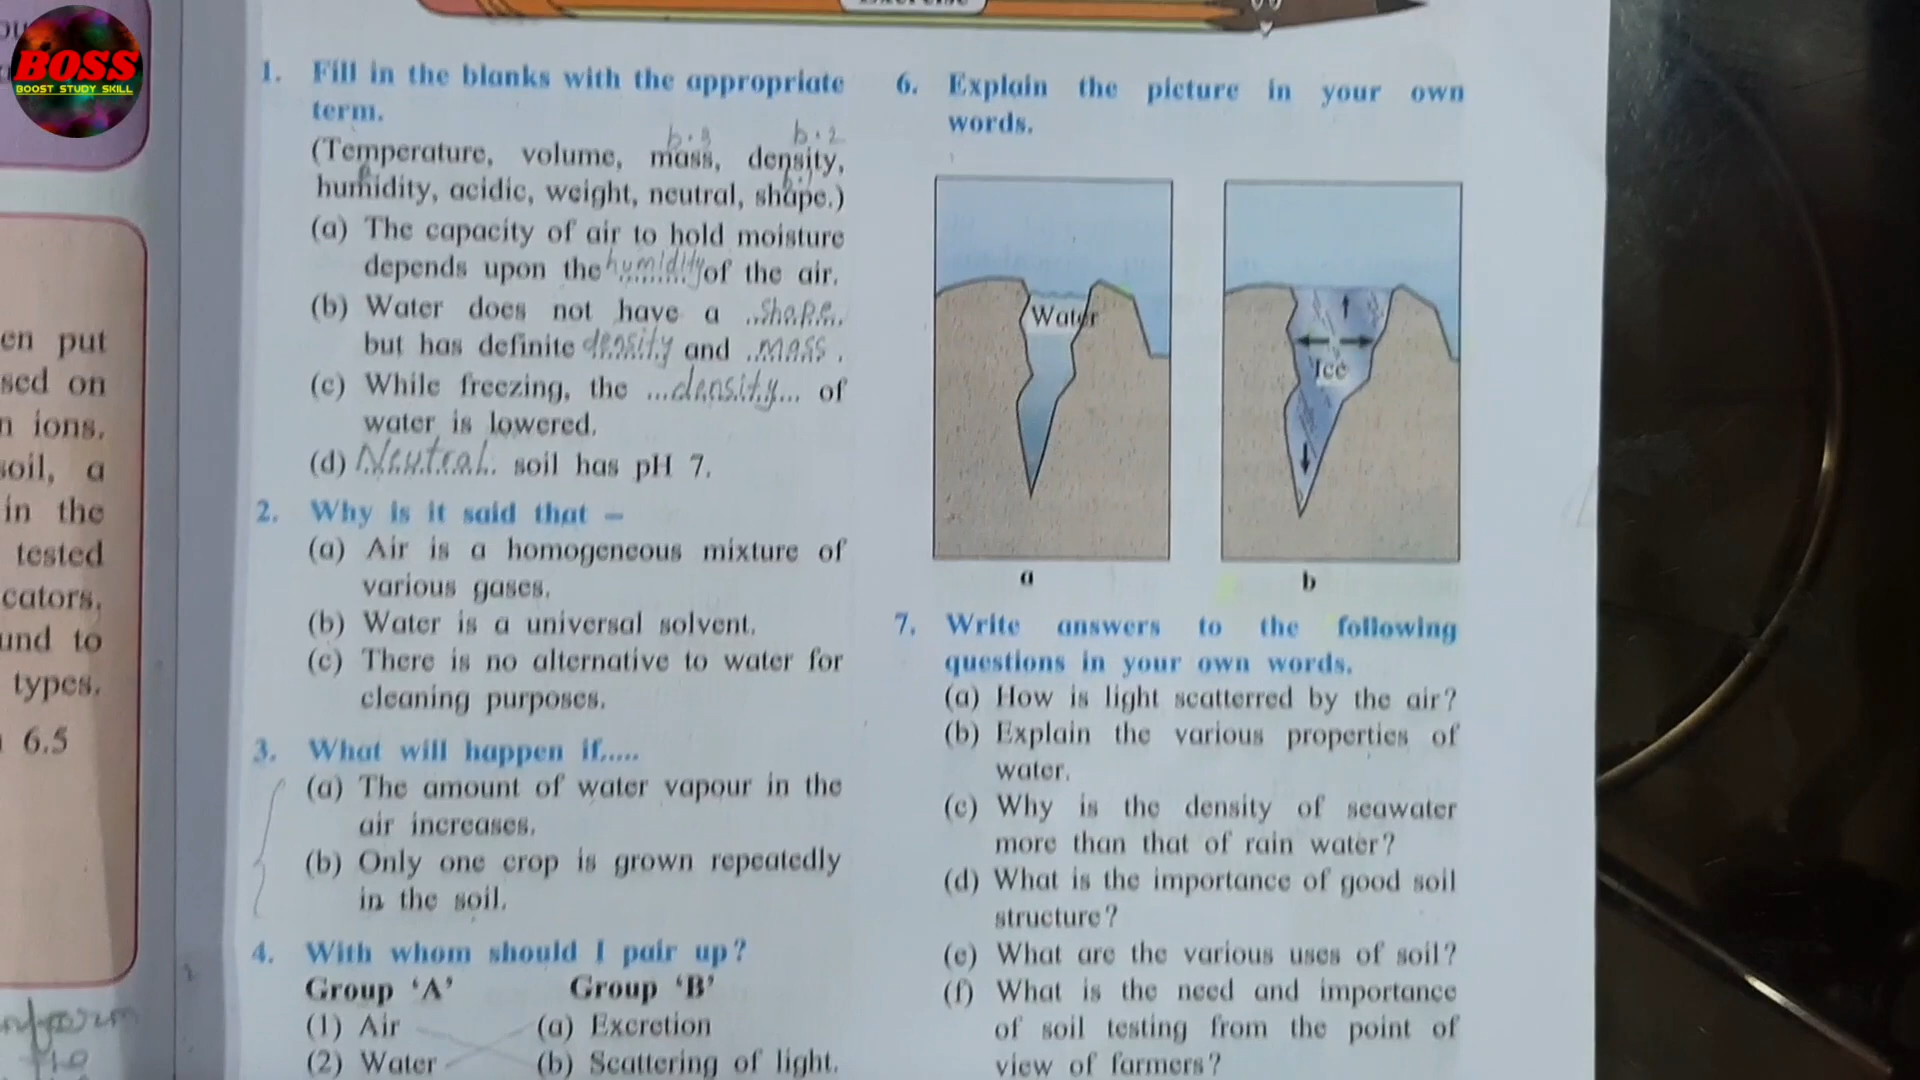 BOSS
BOOST STUDY SKILL
en put
sed on
n ions.
soil, a
in the
tested
cators.
und to
types.
6.5
1. Fill in the blanks with the appropriate
term.
b.3 b.2
(Temperature, volume, mass, density,
humidity, acidic, weight, neutral, shape.)
(a) The capacity of air to hold moisture
depends upon the humidity of the air.
(b) Water does not have a ..shape..
but has definite density and ..mass .
(c) While freezing, the ...density... of
water is lowered.
(d) Neutral. soil has pH 7.
2. Why is it said that –
(a) Air is a homogeneous mixture of
various gases.
(b) Water is a universal solvent.
(c) There is no alternative to water for
cleaning purposes.
3. What will happen if.....
(a) The amount of water vapour in the
air increases.
(b) Only one crop is grown repeatedly
in the soil.
4. With whom should I pair up?
Group ‘A’ Group ‘B’
(1) Air (a) Excretion
(2) Water (b) Scattering of light.
6. Explain the picture in your own
words.
Water
Ice
a b
7. Write answers to the following
questions in your own words.
(a) How is light scatterred by the air?
(b) Explain the various properties of
water.
(c) Why is the density of seawater
more than that of rain water?
(d) What is the importance of good soil
structure?
(e) What are the various uses of soil?
(f) What is the need and importance
of soil testing from the point of
view of farmers?